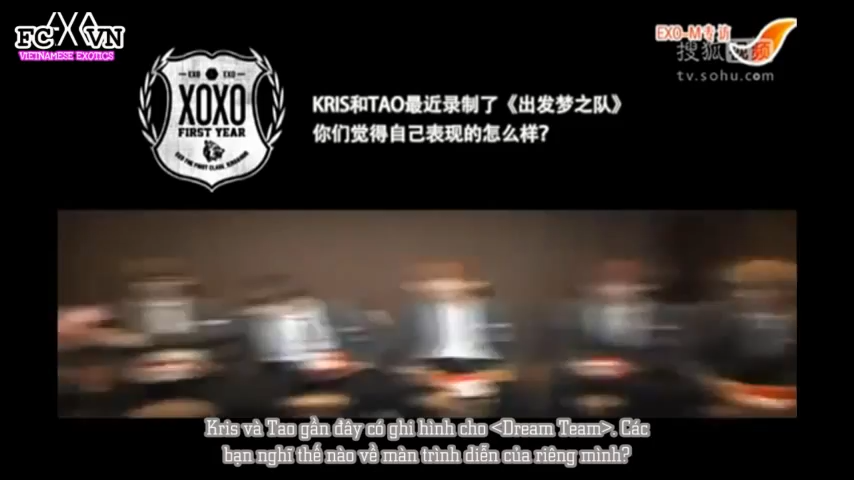 FC VN
VIETNAMESE EXOTICS
EXO-M专访
搜狐视频
tv.sohu.com
EXO EXO
XOXO
FIRST YEAR
KRIS和TAO最近录制了《出发梦之队》
你们觉得自己表现的怎么样？
Kris và Tao gần đây có ghi hình cho <Dream Team>. Các
bạn nghĩ thế nào về màn trình diễn của riêng mình?